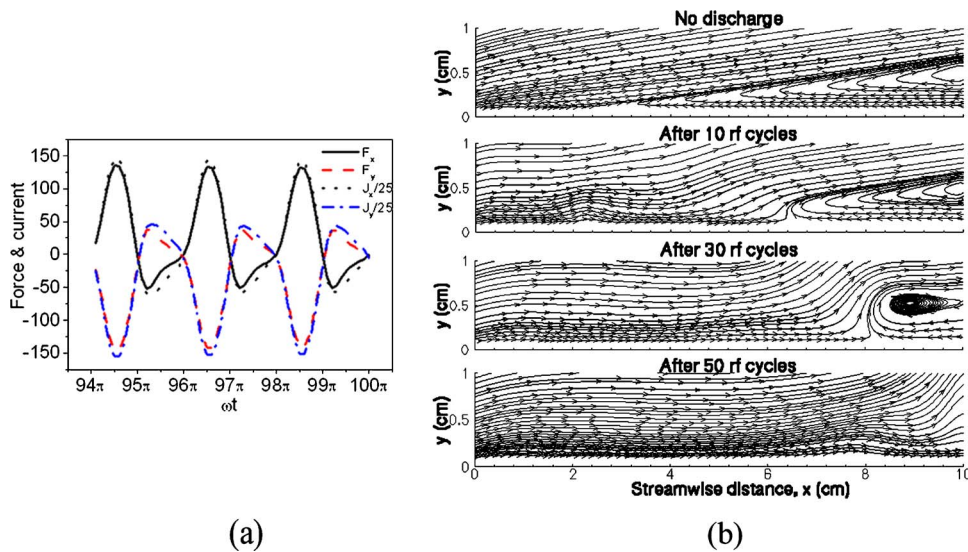 Force & current
150
100
50
0
-50
-100
-150
F_x
F_y
J_x/25
J_y/25
94π 95π 96π 97π 98π 99π 100π
ωt
(a)
(b)
No discharge
y (cm)
1
0.5
0
After 10 rf cycles
y (cm)
1
0.5
0
After 30 rf cycles
y (cm)
1
0.5
0
After 50 rf cycles
y (cm)
1
0.5
0
0 2 4 6 8 10
Streamwise distance, x (cm)
(b)